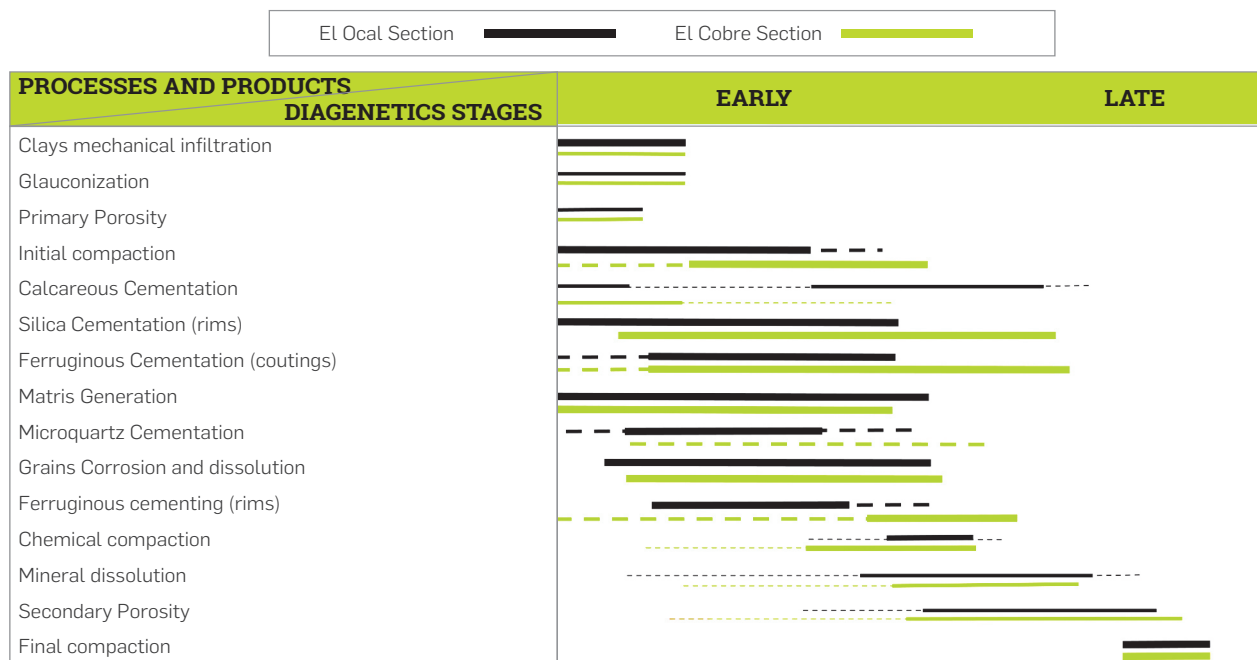 El Ocal Section
El Cobre Section
PROCESSES AND PRODUCTS
DIAGENETICS STAGES
EARLY
LATE
Clays mechanical infiltration
Glauconization
Primary Porosity
Initial compaction
Calcareous Cementation
Silica Cementation (rims)
Ferruginous Cementation (coutings)
Matris Generation
Microquartz Cementation
Grains Corrosion and dissolution
Ferruginous cementing (rims)
Chemical compaction
Mineral dissolution
Secondary Porosity
Final compaction